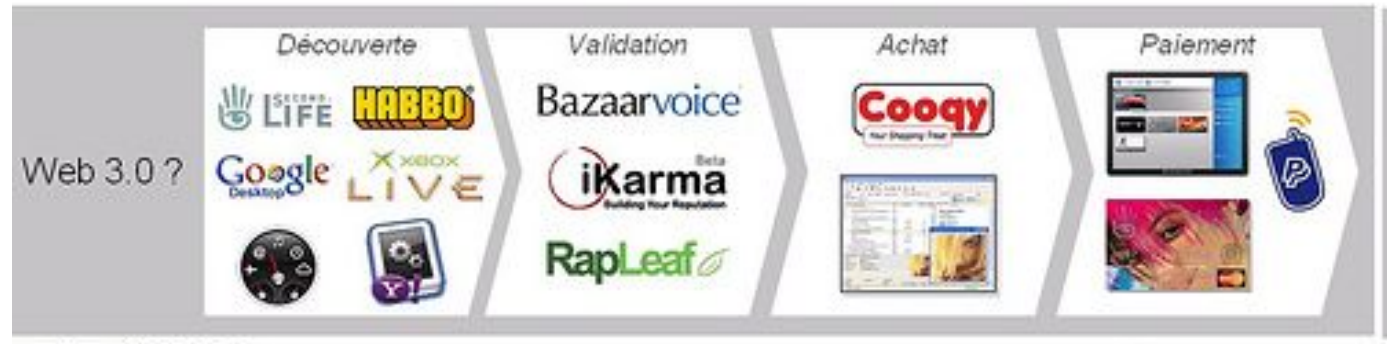 Web 3.0 ?
Découverte
SECOND
LIFE
HABBO
Google
Desktop
XBOX
LIVE
Y!
Validation
Bazaarvoice
Beta
iKarma
Building Your Reputation
RapLeaf
Achat
Cooqy
Your Shopping Treat
Paiement